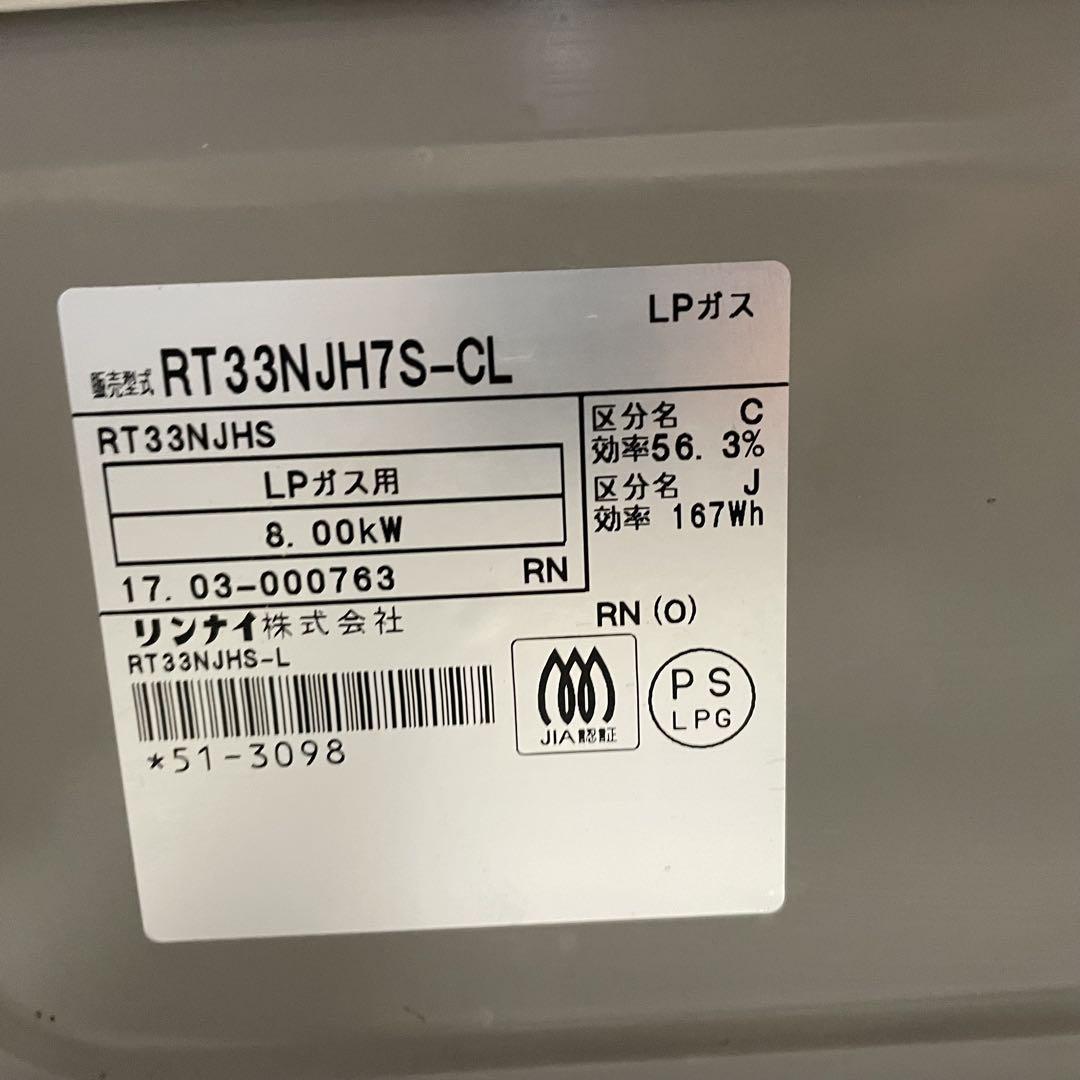 LPガス
販売型式 RT33NJH7S-CL
RT33NJHS
LPガス用
8.00kW
17.03-000763 RN
区分名 C
効率56.3%
区分名 J
効率 167Wh
リンナイ株式会社
RN(O)
RT33NJHS-L
*51-3098
JIA認証
PS
LPG